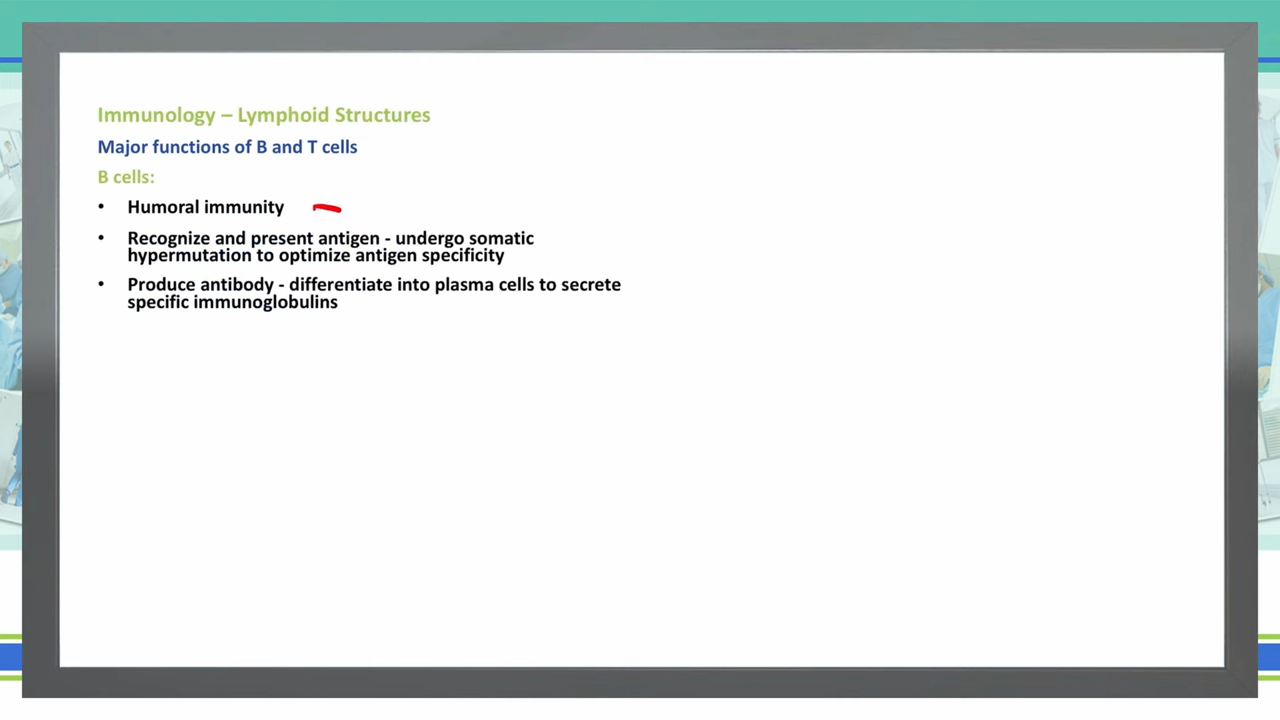 Immunology – Lymphoid Structures
Major functions of B and T cells
B cells:
• Humoral immunity
• Recognize and present antigen - undergo somatic
hypermutation to optimize antigen specificity
• Produce antibody - differentiate into plasma cells to secrete
specific immunoglobulins